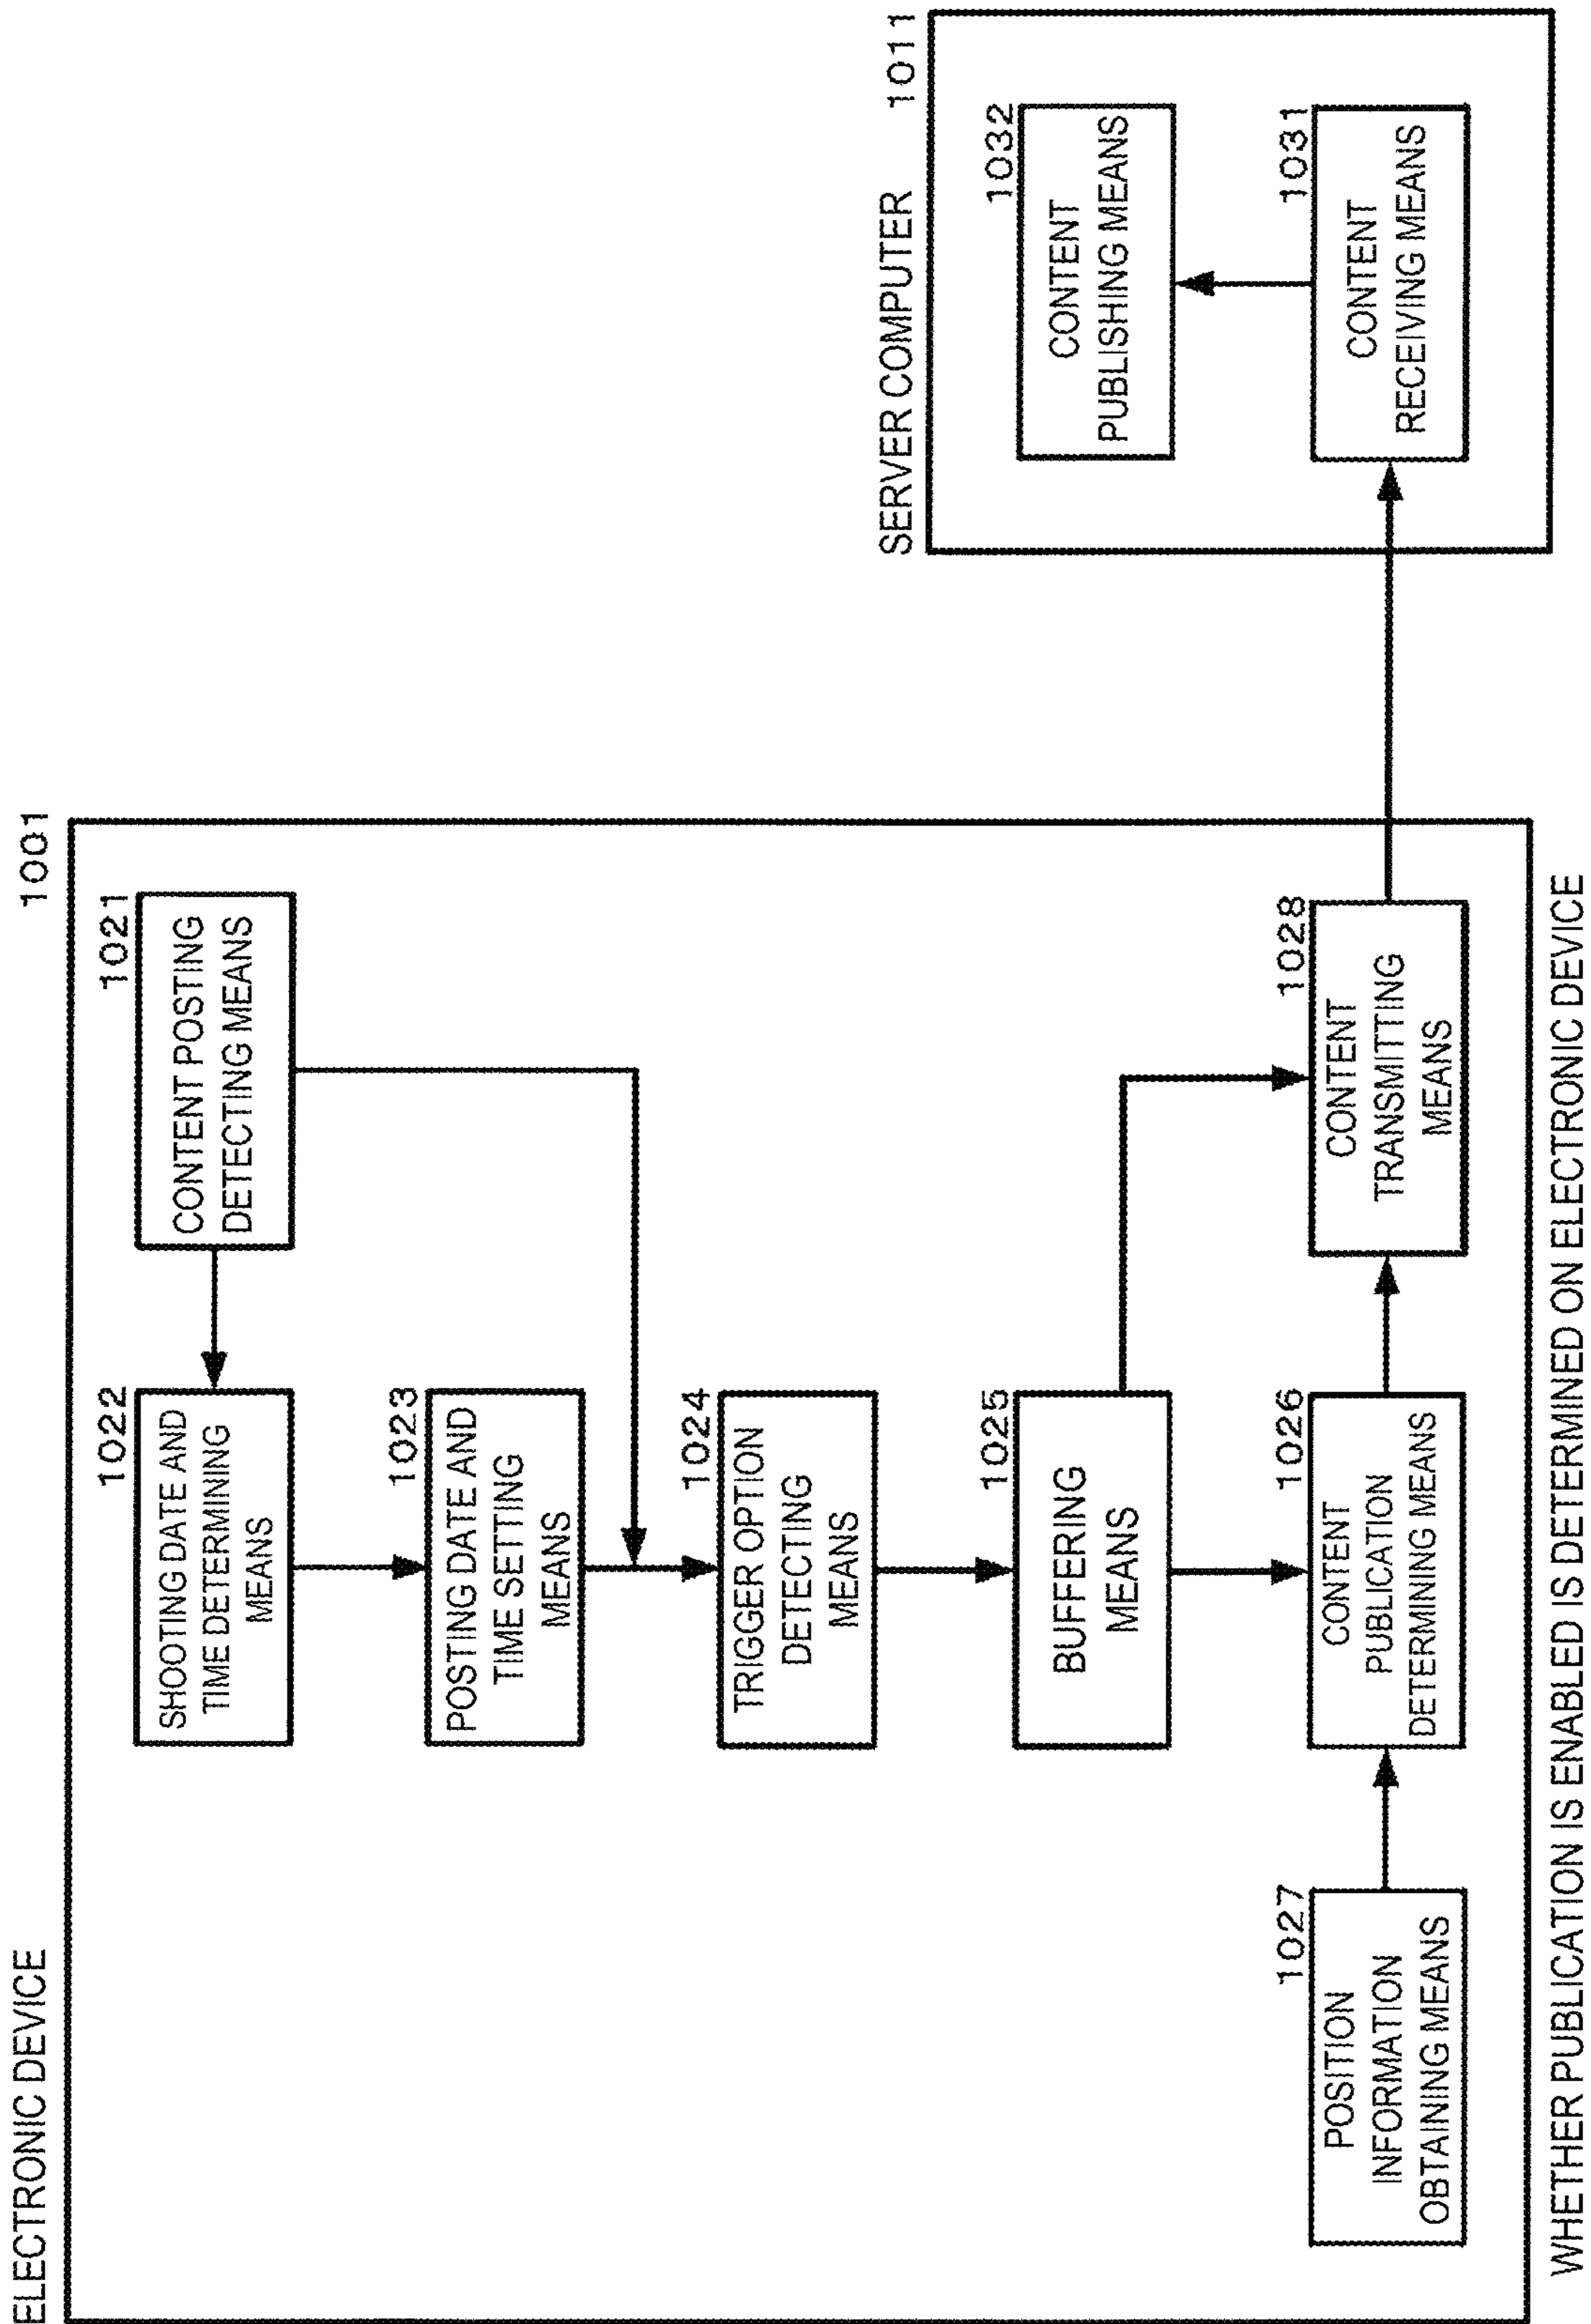 ELECTRONIC DEVICE
1001
1021
CONTENT POSTING
DETECTING MEANS
1022
SHOOTING DATE AND
TIME DETERMINING
MEANS
1023
POSTING DATE AND
TIME SETTING
MEANS
1024
TRIGGER OPTION
DETECTING
MEANS
1025
BUFFERING
MEANS
1027
POSITION
INFORMATION
OBTAINING MEANS
1026
CONTENT
PUBLICATION
DETERMINING MEANS
1028
CONTENT
TRANSMITTING
MEANS
SERVER COMPUTER
1011
1032
CONTENT
PUBLISHING MEANS
1031
CONTENT
RECEIVING MEANS
WHETHER PUBLICATION IS ENABLED IS DETERMINED ON ELECTRONIC DEVICE